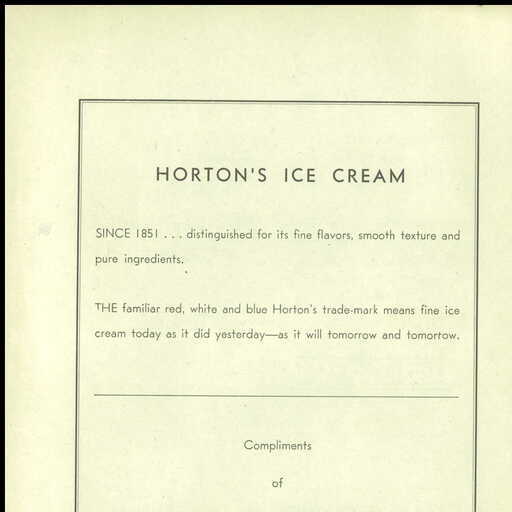 HORTON'S ICE CREAM
SINCE 1851 . . . distinguished for its fine flavors, smooth texture and
pure ingredients.
THE familiar red, white and blue Horton's trade-mark means fine ice
cream today as it did yesterday—as it will tomorrow and tomortow.
Compliments
of